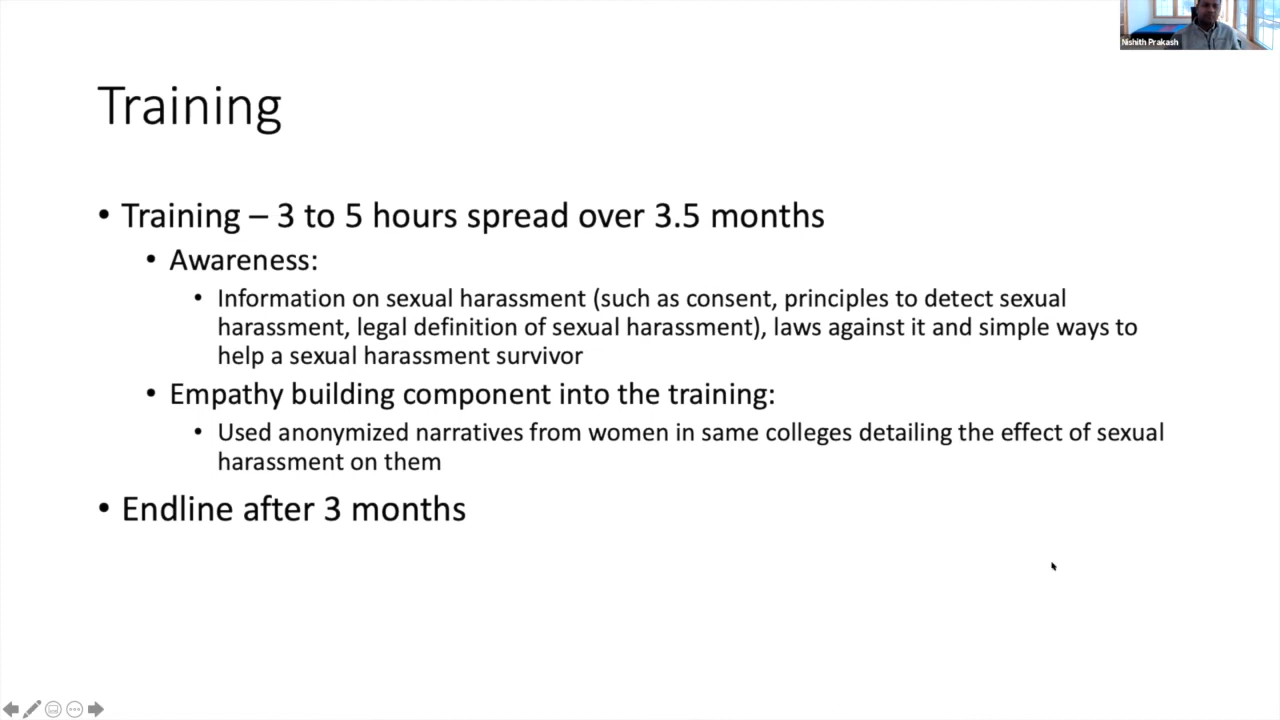 Nishith Prakash
Training
• Training – 3 to 5 hours spread over 3.5 months
• Awareness:
• Information on sexual harassment (such as consent, principles to detect sexual
harassment, legal definition of sexual harassment), laws against it and simple ways to
help a sexual harassment survivor
• Empathy building component into the training:
• Used anonymized narratives from women in same colleges detailing the effect of sexual
harassment on them
• Endline after 3 months